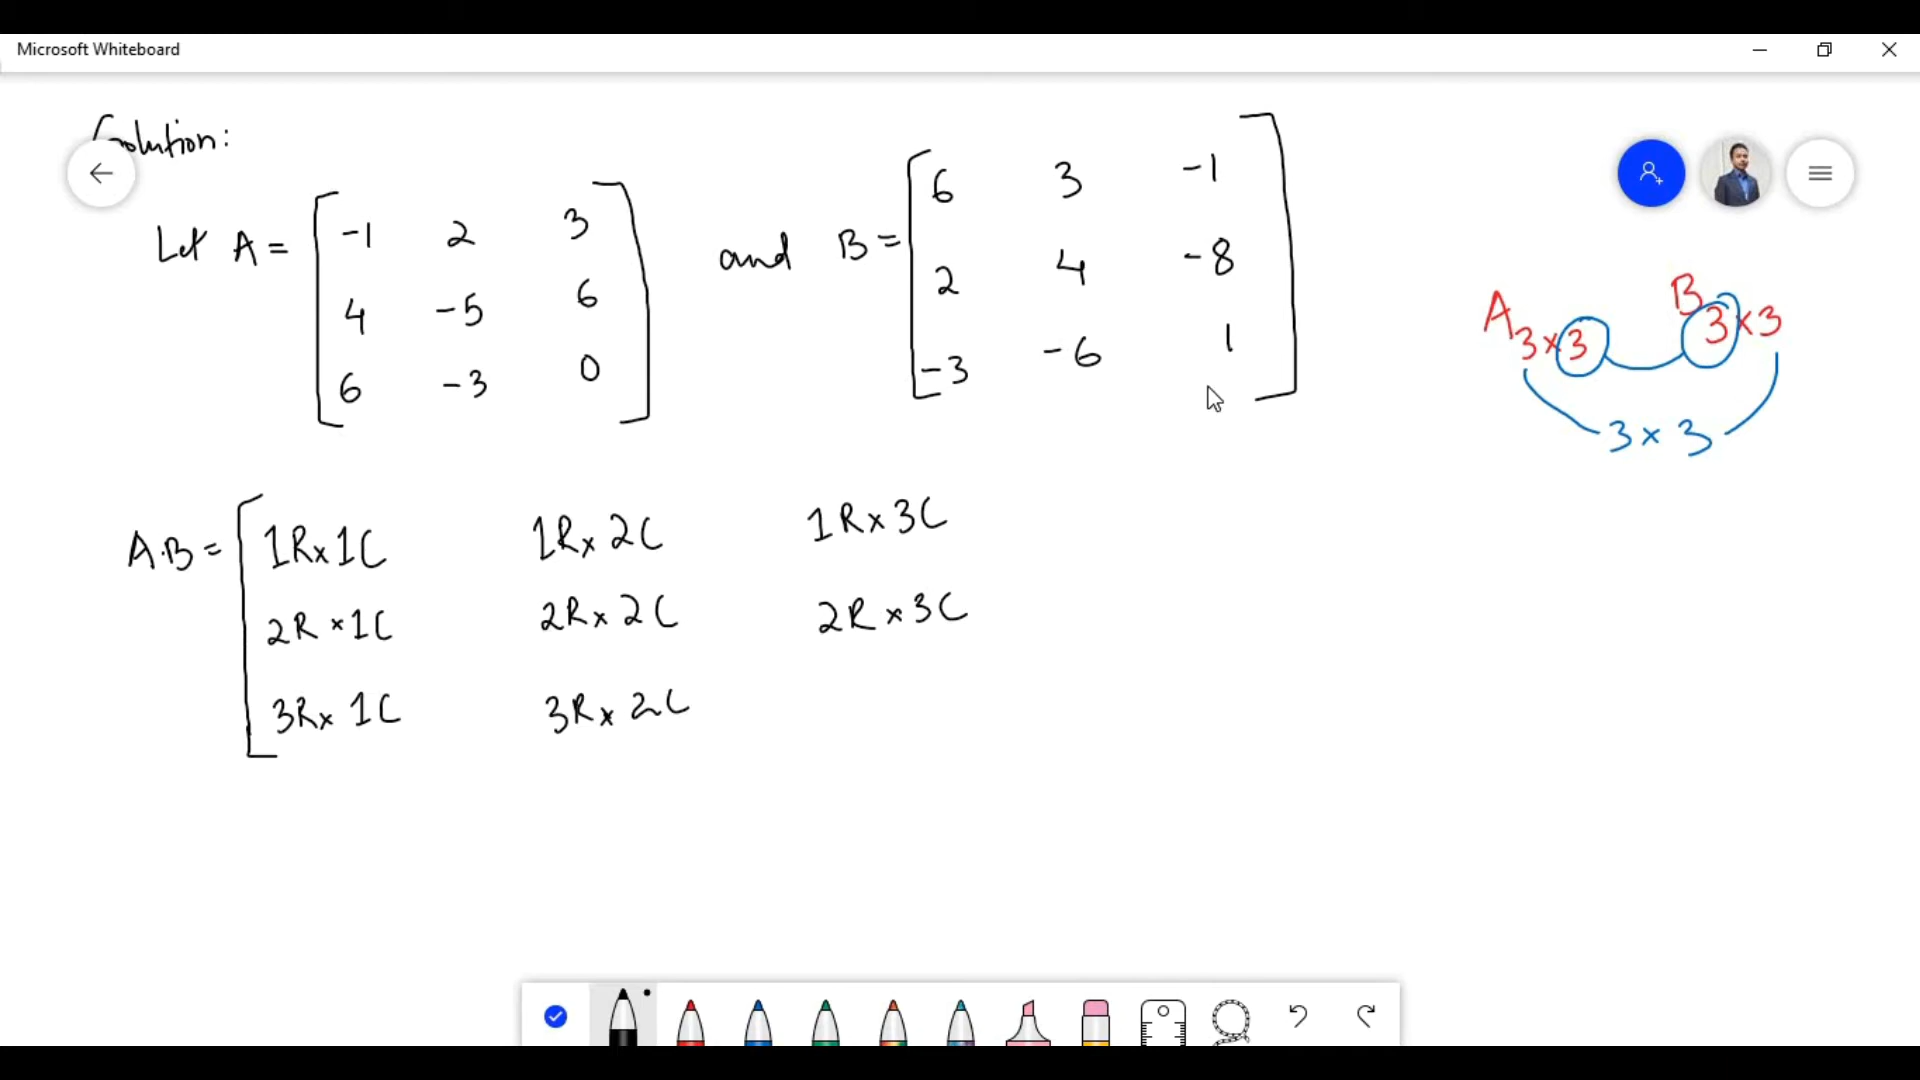 Microsoft Whiteboard
Solution:
Let A = [ -1 2 3
4 -5 6
6 -3 0 ]
and B = [ 6 3 -1
2 4 -8
-3 -6 1 ]
A 3×3 B 3×3
3×3
A·B = [ 1R×1C 1R×2C 1R×3C
2R×1C 2R×2C 2R×3C
3R×1C 3R×2C